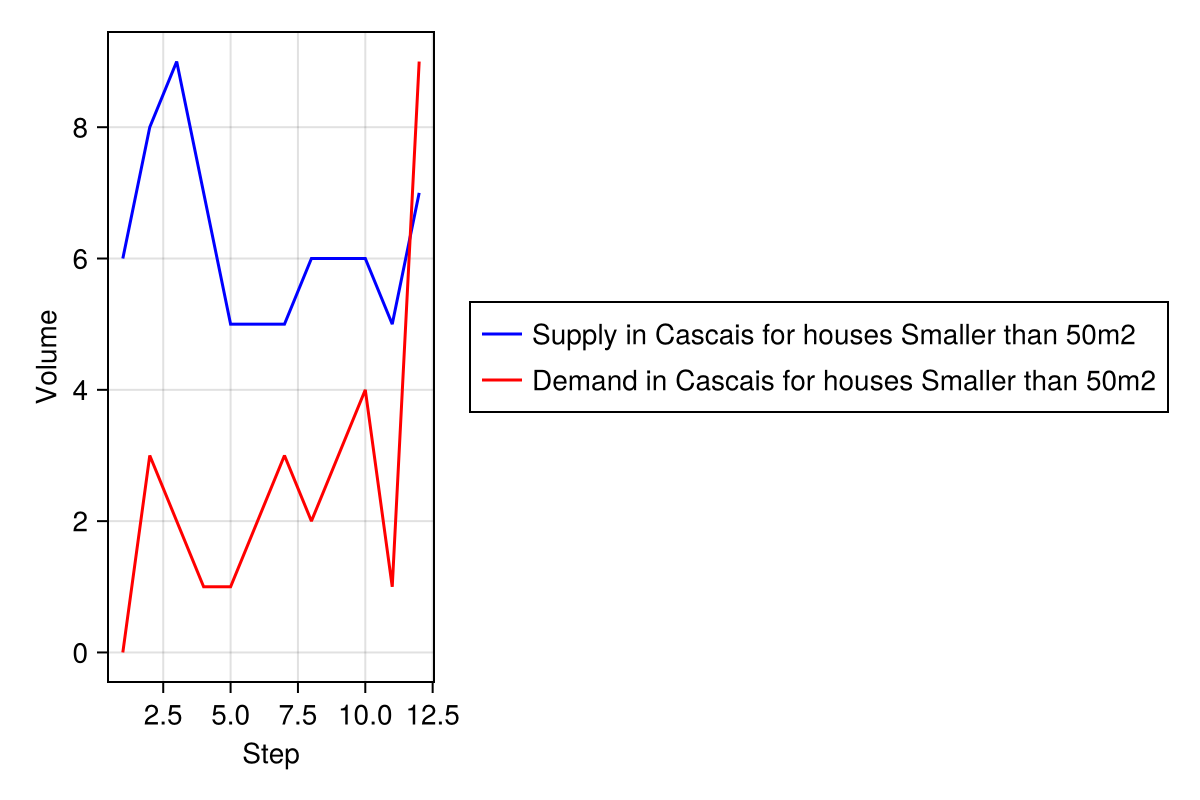 8
6
4
2
0
Volume
2.5 5.0 7.5 10.0 12.5
Step
Supply in Cascais for houses Smaller than 50m2
Demand in Cascais for houses Smaller than 50m2